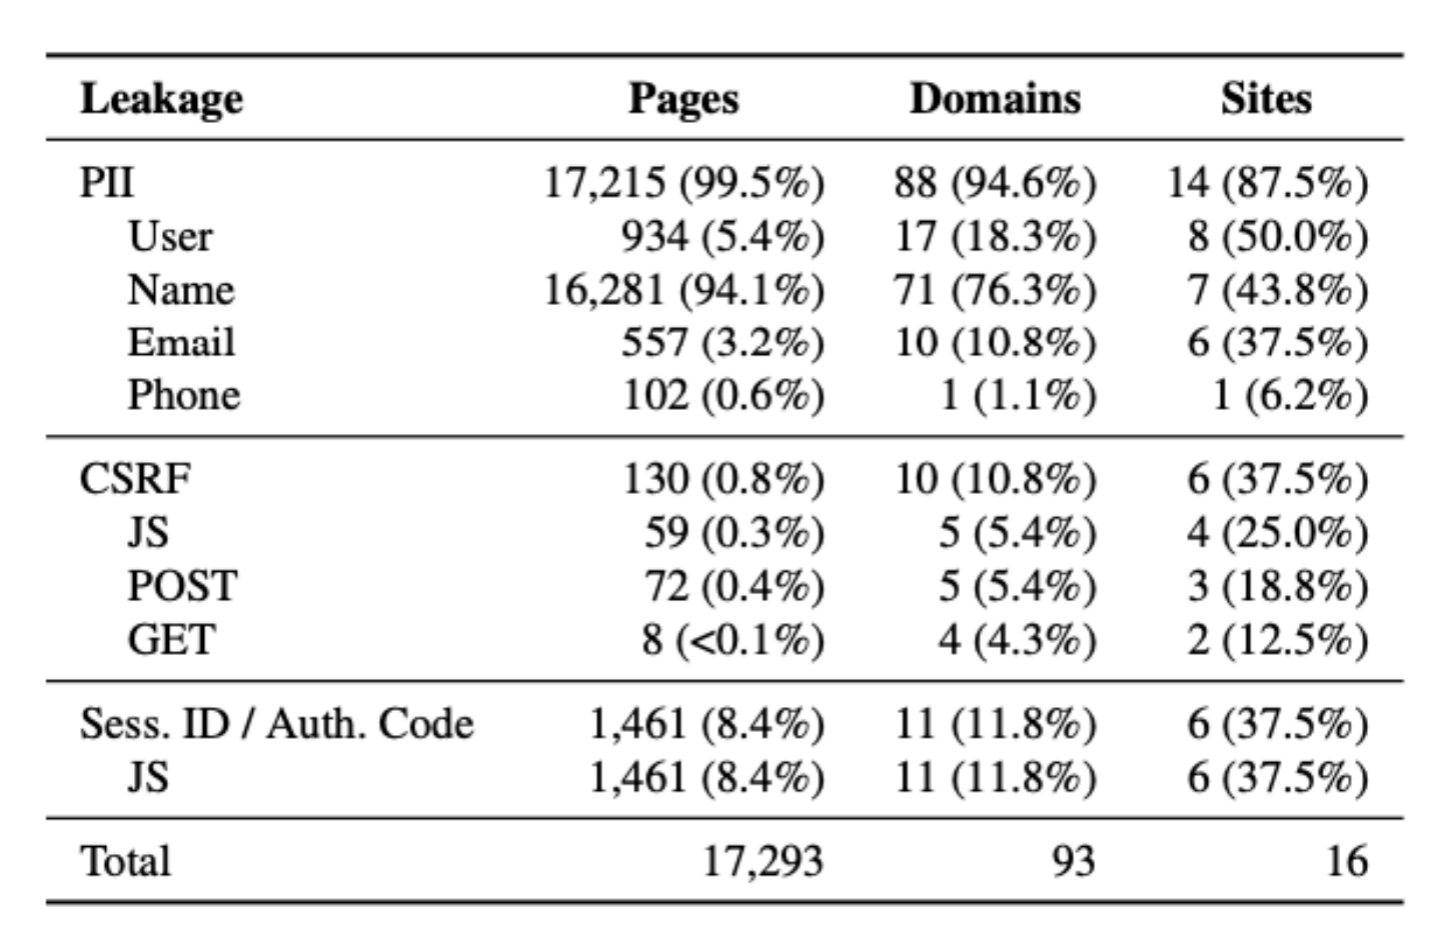 Leakage Pages Domains Sites
PII 17,215 (99.5%) 88 (94.6%) 14 (87.5%)
User 934 (5.4%) 17 (18.3%) 8 (50.0%)
Name 16,281 (94.1%) 71 (76.3%) 7 (43.8%)
Email 557 (3.2%) 10 (10.8%) 6 (37.5%)
Phone 102 (0.6%) 1 (1.1%) 1 (6.2%)
CSRF 130 (0.8%) 10 (10.8%) 6 (37.5%)
JS 59 (0.3%) 5 (5.4%) 4 (25.0%)
POST 72 (0.4%) 5 (5.4%) 3 (18.8%)
GET 8 (<0.1%) 4 (4.3%) 2 (12.5%)
Sess. ID / Auth. Code 1,461 (8.4%) 11 (11.8%) 6 (37.5%)
JS 1,461 (8.4%) 11 (11.8%) 6 (37.5%)
Total 17,293 93 16